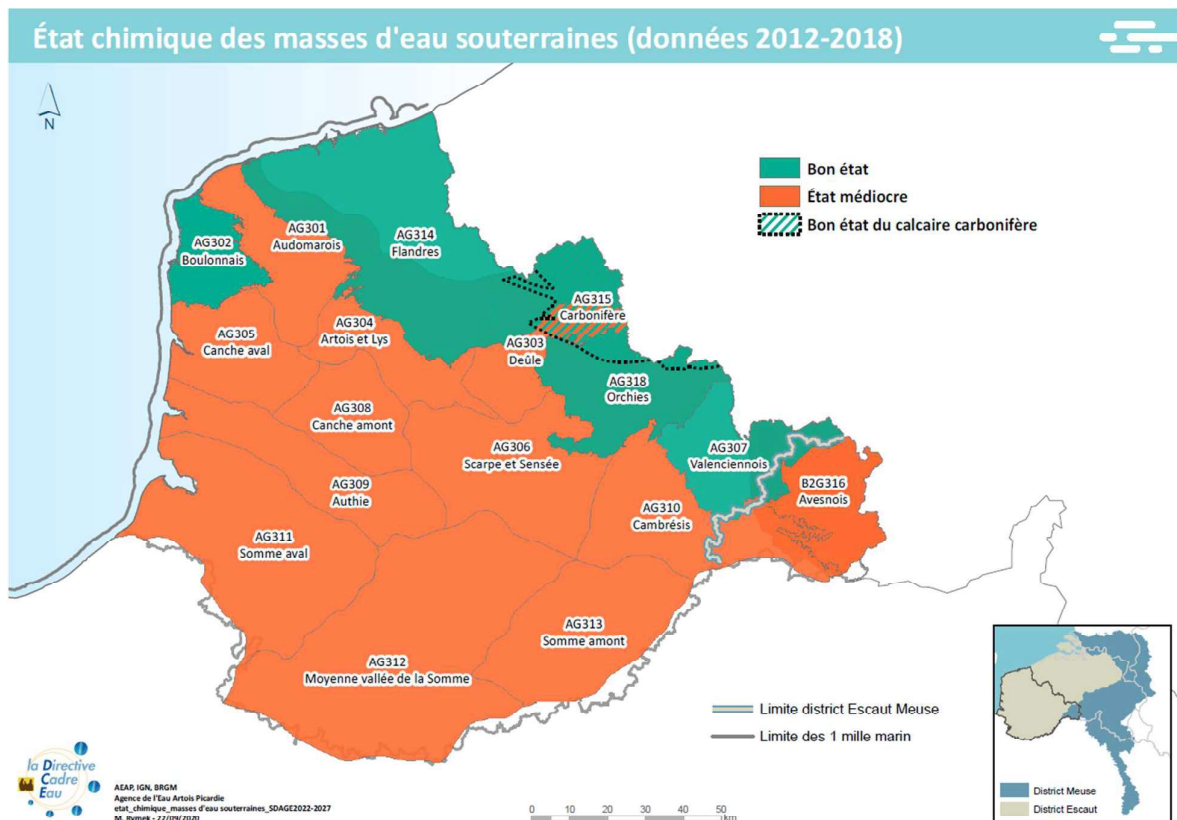 État chimique des masses d'eau souterraines (données 2012-2018)
N
Bon état
État médiocre
Bon état du calcaire carbonifère
AG302
Boulonnais
AG301
Audomarois
AG314
Flandres
AG315
Carbonifère
AG305
Canche aval
AG304
Artois et Lys
AG303
Deûle
AG318
Orchies
AG308
Canche amont
AG306
Scarpe et Sensée
AG307
Valenciennois
B2G316
Avesnois
AG309
Authie
AG310
Cambrésis
AG311
Somme aval
AG313
Somme amont
AG312
Moyenne vallée de la Somme
Limite district Escaut Meuse
Limite des 1 mille marin
District Meuse
District Escaut
la Directive
Cadre
Eau
AEAP, IGN, BRGM
Agence de l'Eau Artois Picardie
etat_chimique_masses d'eau souterraines_SDAGE2022-2027
M. Rymek - 22/09/2020
0 10 20 30 40 50
km